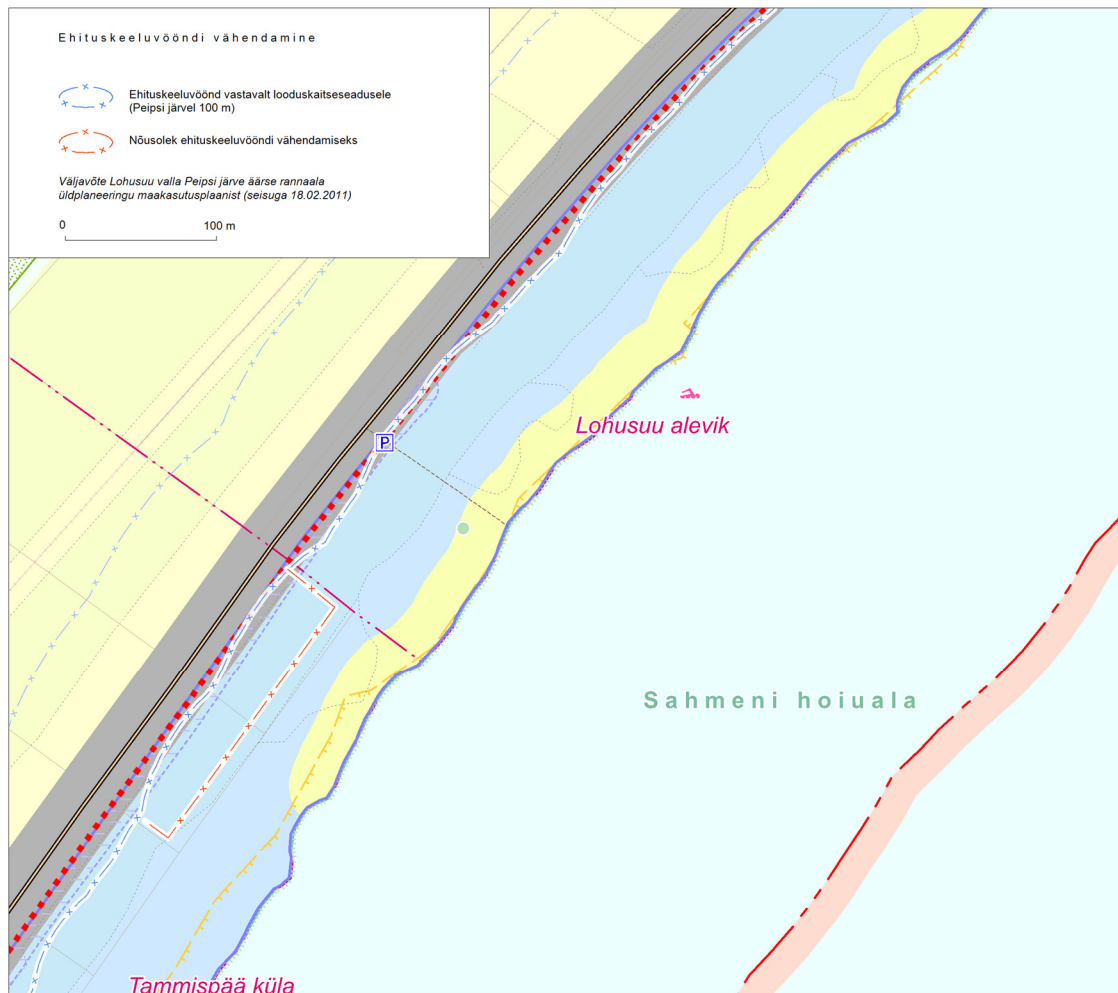 Ehituskeeluvööndi vähendamine
Ehituskeeluvöönd vastavalt looduskaitseseadusele
(Peipsi järvel 100 m)
Nõusolek ehituskeeluvööndi vähendamiseks
Väljavõte Lohusuu valla Peipsi järve äärse rannaala
üldplaneeringu maakasutusplaanist (seisuga 18.02.2011)
0 100 m
P
Lohusuu alevik
Sahmeni hoiuala
Tammispää küla